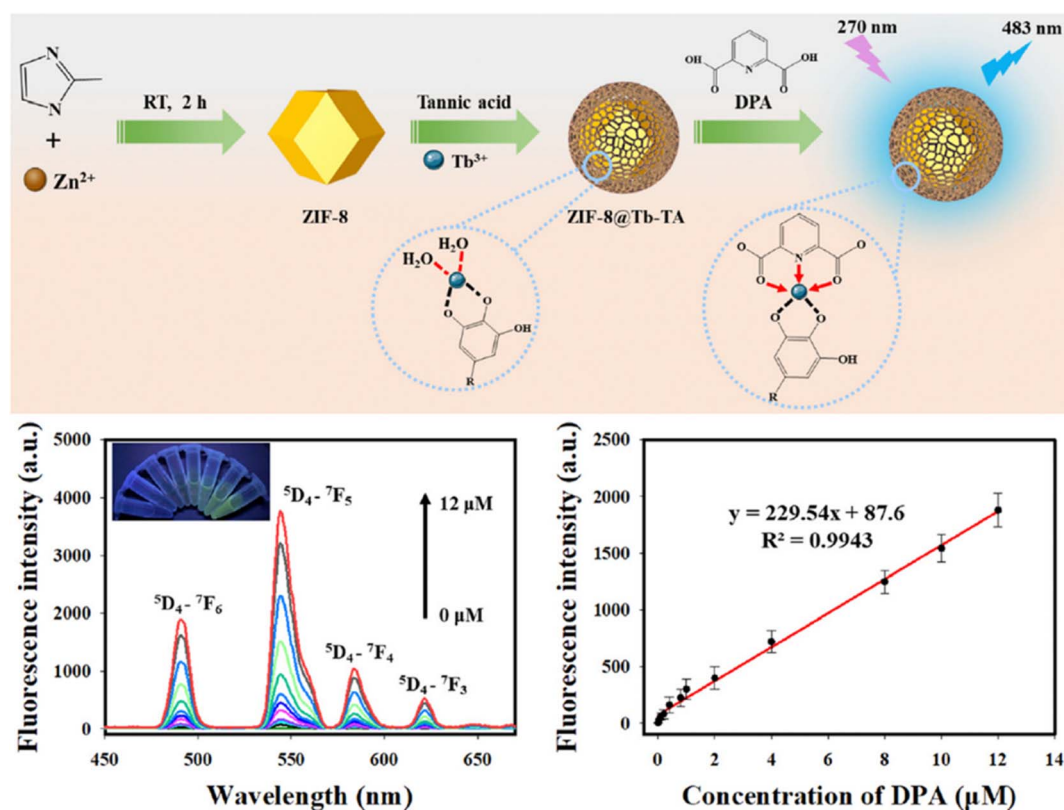 N
N
+
Zn²⁺
RT, 2 h
ZIF-8
Tannic acid
Tb³⁺
ZIF-8@Tb-TA
H₂O
H₂O
O
O
OH
R
OH
O
N
O
OH
DPA
270 nm
483 nm
O
O
N
O
O
O
O
OH
R
Fluorescence intensity (a.u.)
5000
4000
3000
2000
1000
0
450
500
550
600
650
Wavelength (nm)
⁵D₄ - ⁷F₆
⁵D₄ - ⁷F₅
⁵D₄ - ⁷F₄
⁵D₄ - ⁷F₃
12 µM
0 µM
Fluorescence intensity (a.u.)
2500
2000
1500
1000
500
0
0
2
4
6
8
10
12
14
Concentration of DPA (µM)
y = 229.54x + 87.6
R² = 0.9943